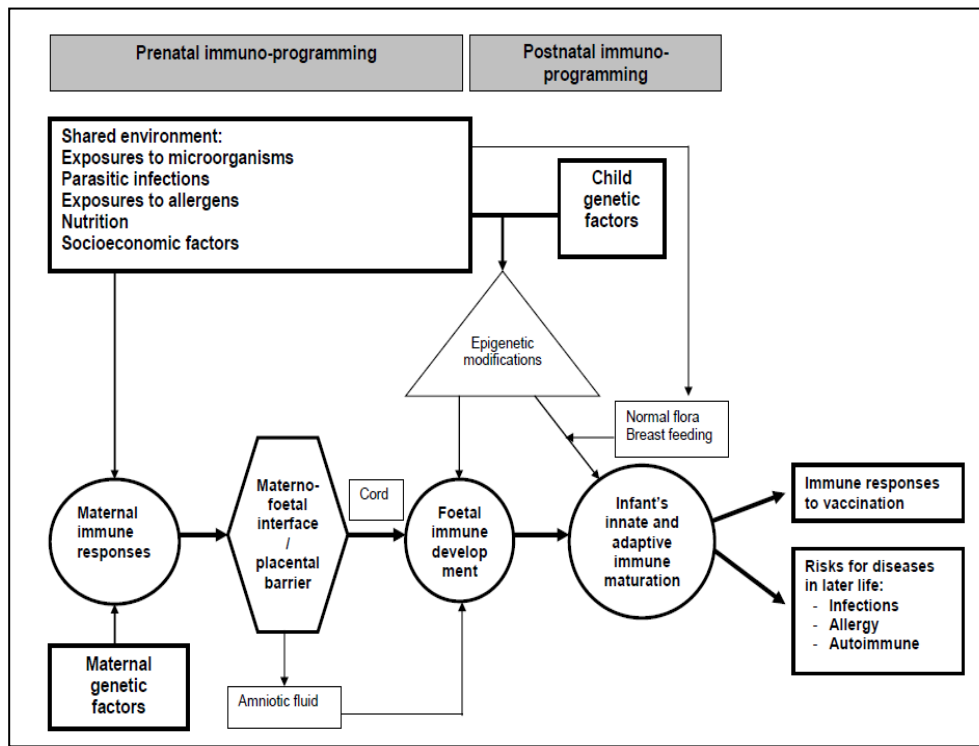 Prenatal immuno-programming
Postnatal immuno-
programming
Shared environment:
Exposures to microorganisms
Parasitic infections
Exposures to allergens
Nutrition
Socioeconomic factors
Child
genetic
factors
Epigenetic
modifications
Normal flora
Breast feeding
Maternal
immune
responses
Materno-
foetal
interface
/
placental
barrier
Cord
Foetal
immune
develop
ment
Infant's
innate and
adaptive
immune
maturation
Immune responses
to vaccination
Risks for diseases
in later life:
- Infections
- Allergy
- Autoimmune
Maternal
genetic
factors
Amniotic fluid